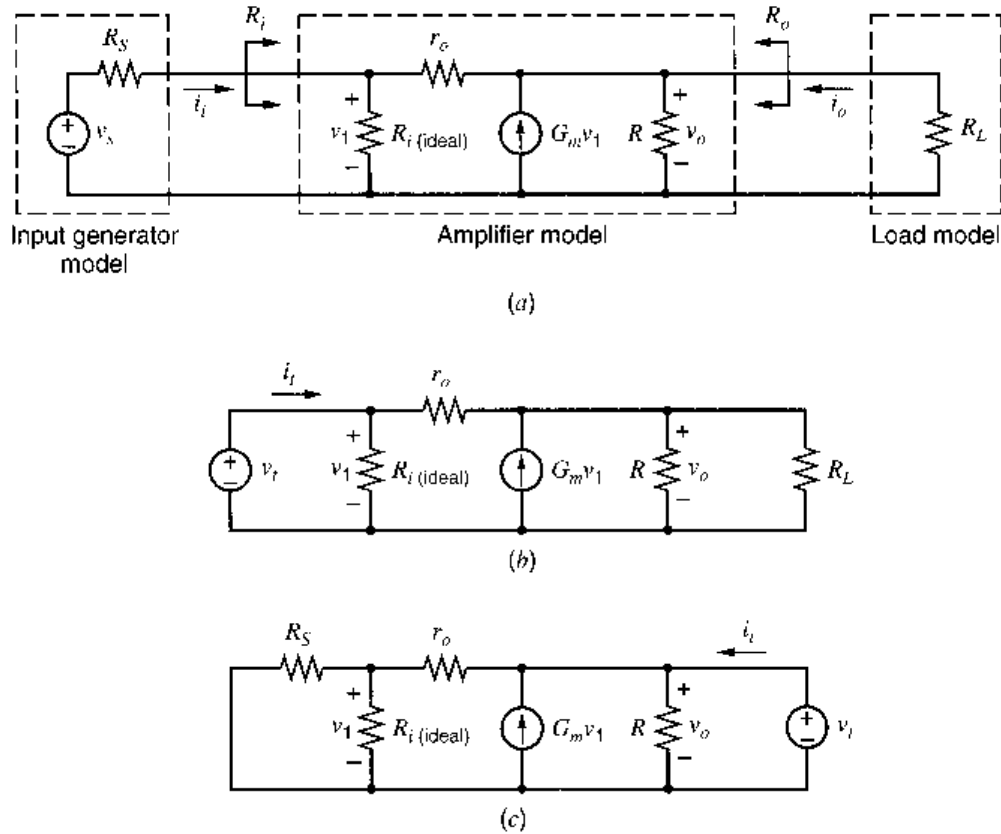 R_i
R_o
R_S
r_o
i_i
i_o
v_s
+
−
+
v_1
−
R_i (ideal)
G_m v_1
R
+
v_o
−
R_L
Input generator
model
Amplifier model
Load model
(a)
i_t
r_o
+
−
v_t
+
v_1
−
R_i (ideal)
G_m v_1
R
+
v_o
−
R_L
(b)
R_S
r_o
i_t
+
v_1
−
R_i (ideal)
G_m v_1
R
+
v_o
−
+
−
v_t
(c)